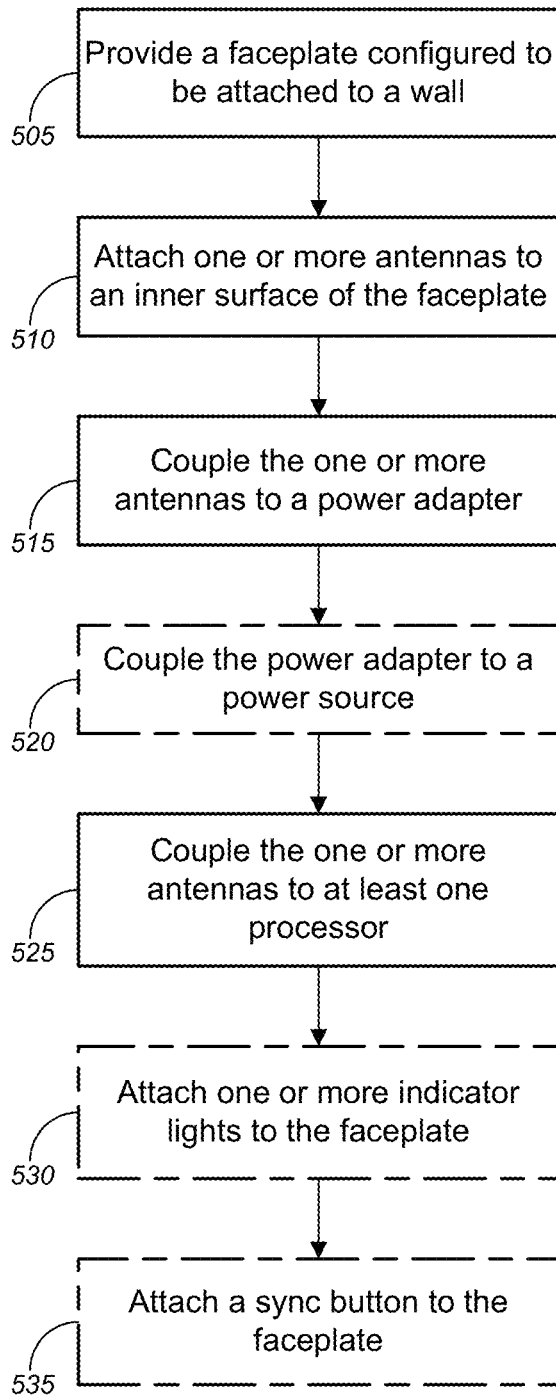 Provide a faceplate configured to
be attached to a wall
505
Attach one or more antennas to
an inner surface of the faceplate
510
Couple the one or more
antennas to a power adapter
515
Couple the power adapter to a
power source
520
Couple the one or more
antennas to at least one
processor
525
Attach one or more indicator
lights to the faceplate
530
Attach a sync button to the
faceplate
535